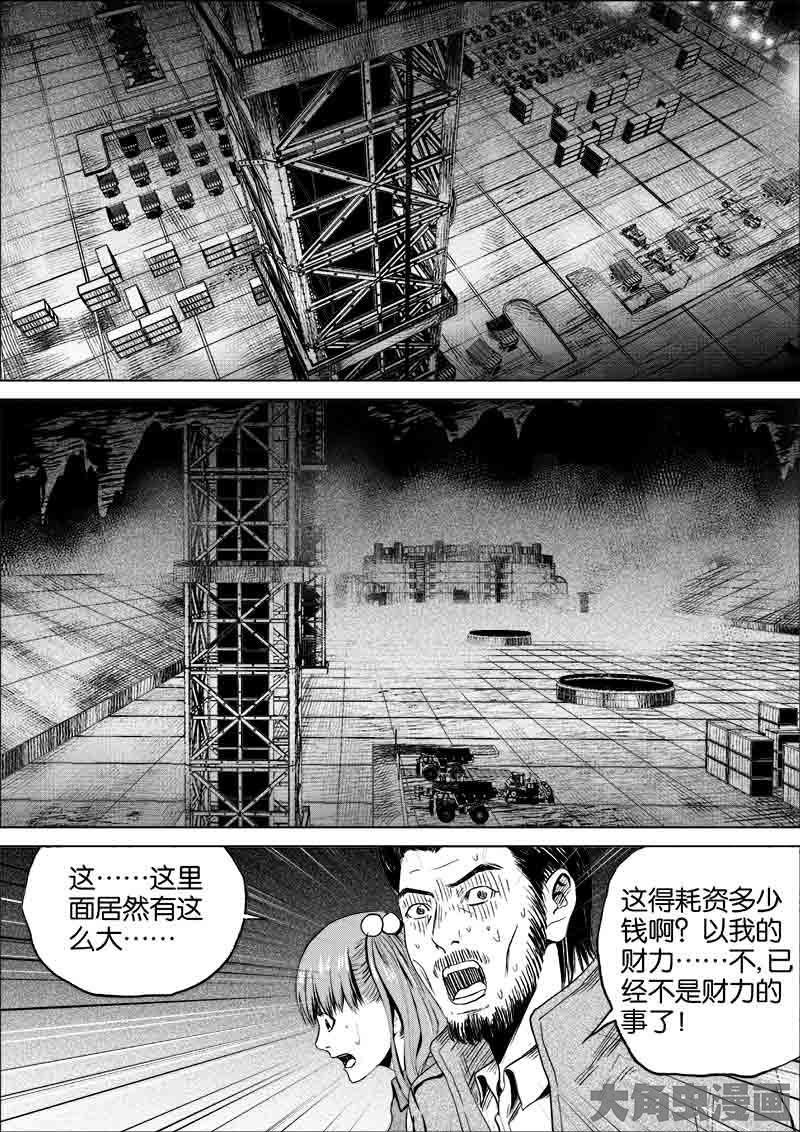 这……这里
面居然有这
么大……
这得耗资多少
钱啊？以我的
财力……不,已
经不是财力的
事了！
大角虫漫画